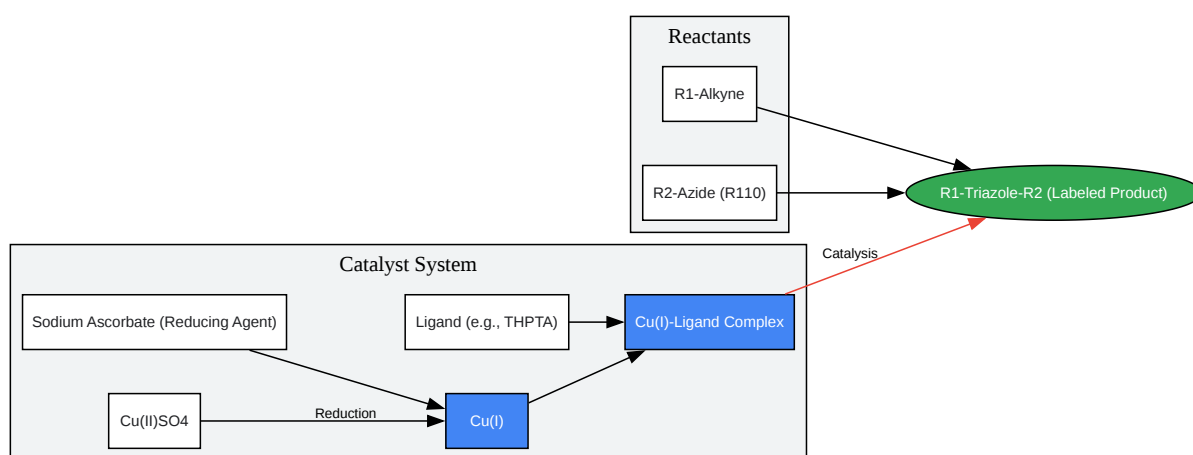 Reactants
R1-Alkyne
R2-Azide (R110)
R1-Triazole-R2 (Labeled Product)
Catalysis
Catalyst System
Sodium Ascorbate (Reducing Agent)
Ligand (e.g., THPTA)
Cu(I)-Ligand Complex
Cu(II)SO4
Reduction
Cu(I)